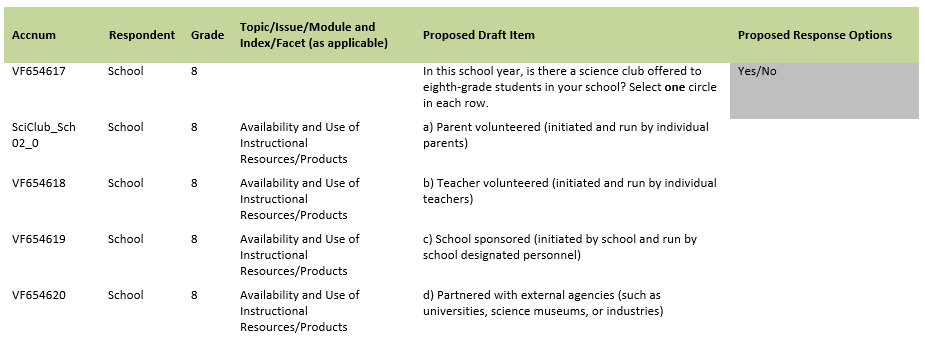 Accnum Respondent Grade Topic/Issue/Module and Index/Facet (as applicable) Proposed Draft Item Proposed Response Options
VF654617 School 8 In this school year, is there a science club offered to
eighth-grade students in your school? Select one circle
in each row. Yes/No
SciClub_Sch
02_0 School 8 Availability and Use of
Instructional
Resources/Products a) Parent volunteered (initiated and run by individual
parents)
VF654618 School 8 Availability and Use of
Instructional
Resources/Products b) Teacher volunteered (initiated and run by individual
teachers)
VF654619 School 8 Availability and Use of
Instructional
Resources/Products c) School sponsored (initiated by school and run by
school designated personnel)
VF654620 School 8 Availability and Use of
Instructional
Resources/Products d) Partnered with external agencies (such as
universities, science museums, or industries)